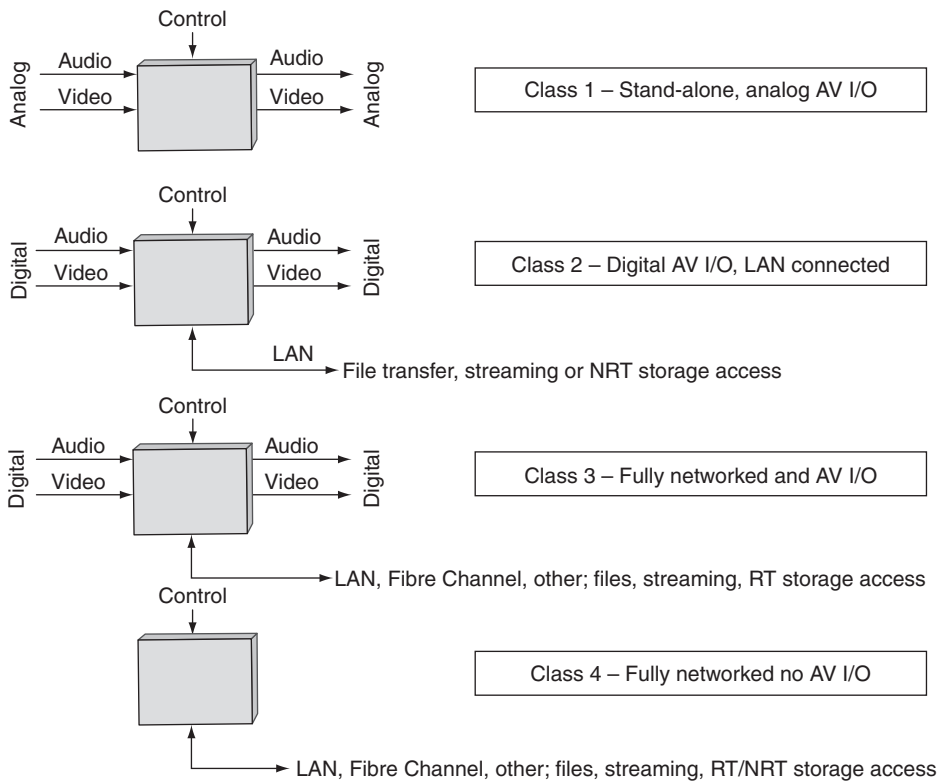 Control
Audio
Audio
Analog
Video
Video
Analog
Class 1 – Stand-alone, analog AV I/O
Control
Audio
Audio
Digital
Video
Video
Digital
Class 2 – Digital AV I/O, LAN connected
LAN
File transfer, streaming or NRT storage access
Control
Audio
Audio
Digital
Video
Video
Digital
Class 3 – Fully networked and AV I/O
LAN, Fibre Channel, other; files, streaming, RT storage access
Control
Class 4 – Fully networked no AV I/O
LAN, Fibre Channel, other; files, streaming, RT/NRT storage access